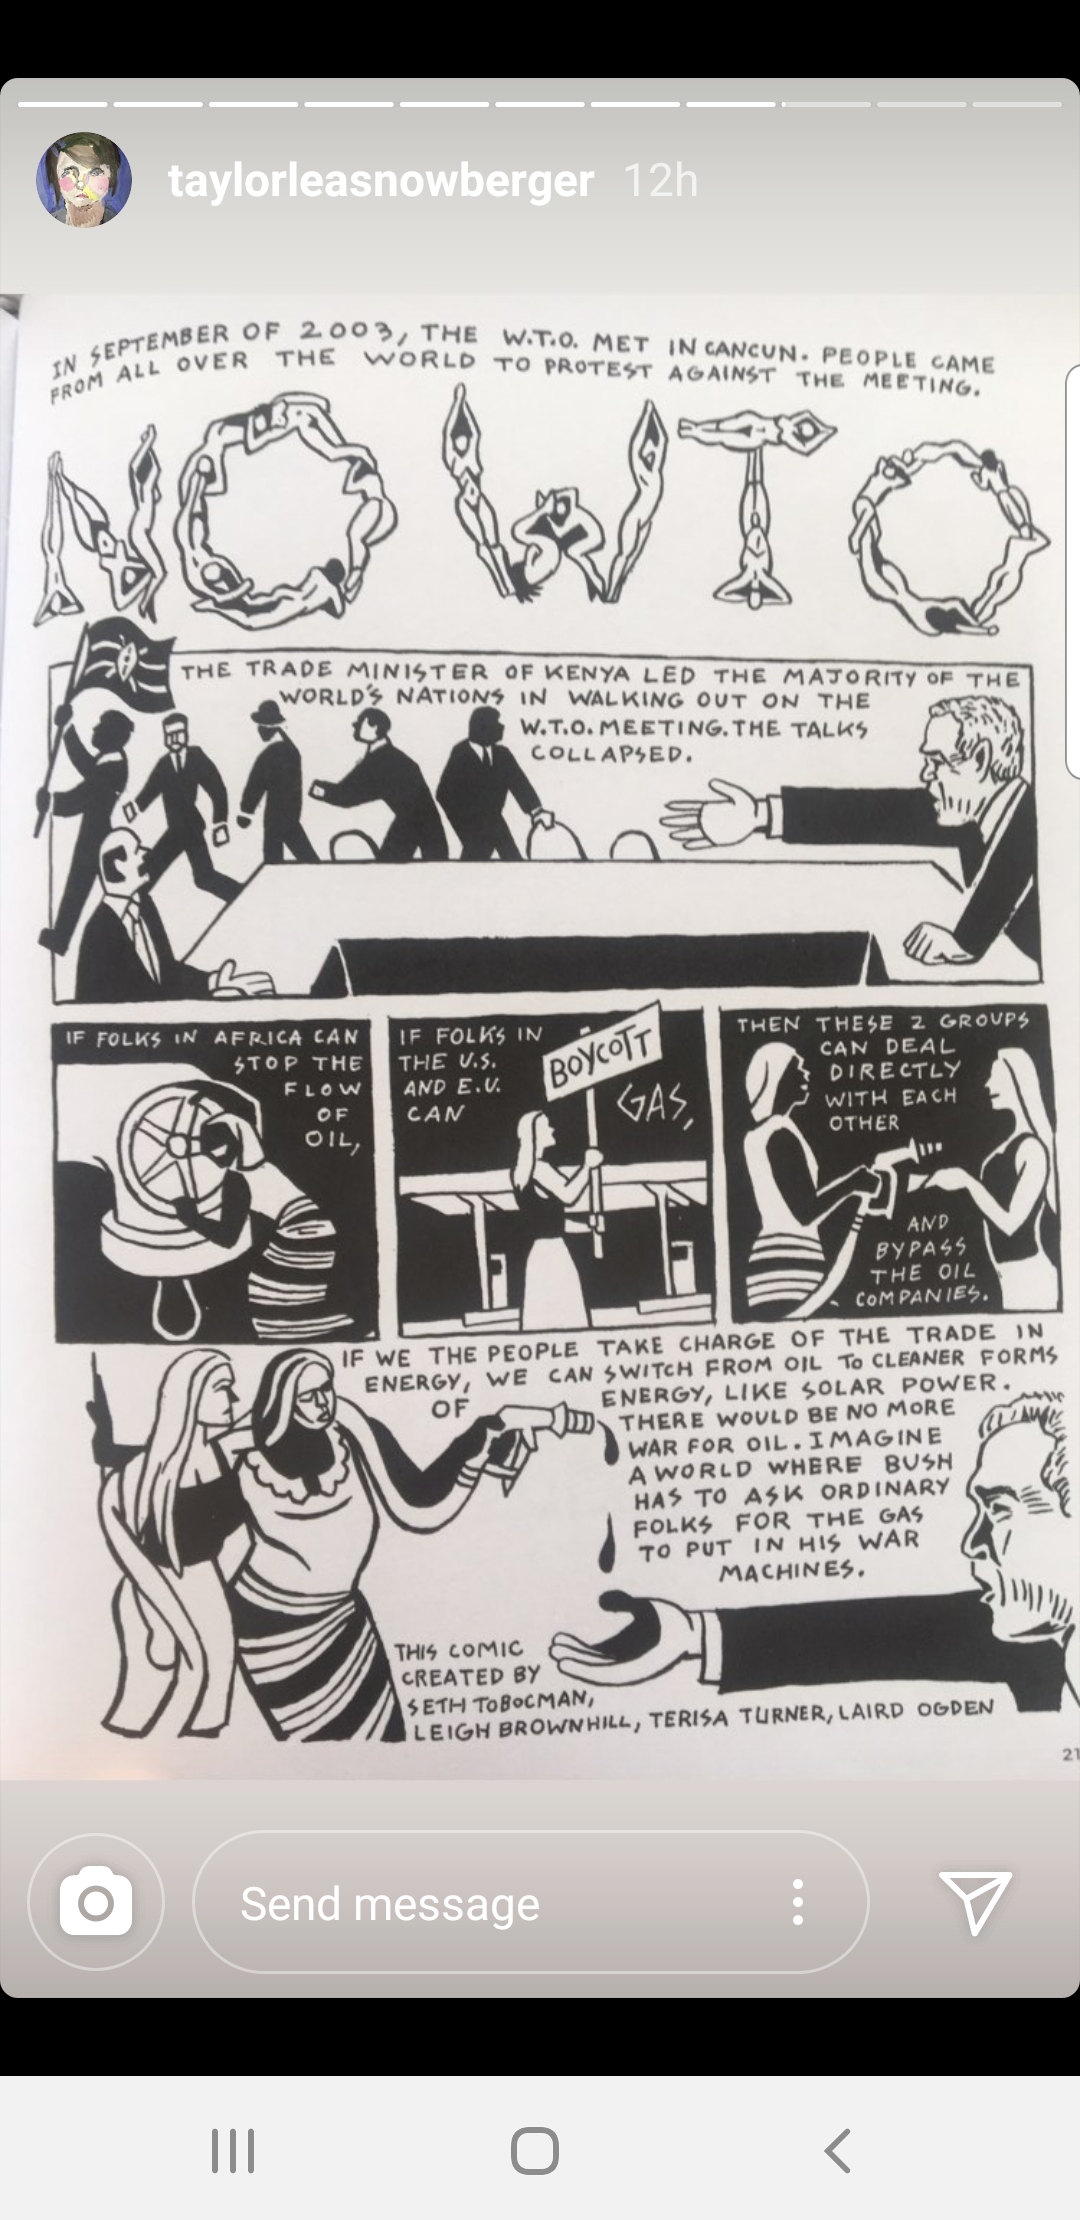 taylorleasnowberger 12h
IN SEPTEMBER OF 2003, THE W.T.O. MET IN CANCUN. PEOPLE CAME
FROM ALL OVER THE WORLD TO PROTEST AGAINST THE MEETING.
NO WTO
THE TRADE MINISTER OF KENYA LED THE MAJORITY OF THE
WORLD'S NATIONS IN WALKING OUT ON THE
W.T.O. MEETING. THE TALKS
COLLAPSED.
IF FOLKS IN AFRICA CAN
STOP THE
FLOW
OF
OIL,
IF FOLKS IN
THE U.S.
AND E.U.
CAN
BOYCOTT
GAS,
THEN THESE 2 GROUPS
CAN DEAL
DIRECTLY
WITH EACH
OTHER
AND
BYPASS
THE OIL
COMPANIES.
IF WE THE PEOPLE TAKE CHARGE OF THE TRADE IN
ENERGY, WE CAN SWITCH FROM OIL TO CLEANER FORMS
OF ENERGY, LIKE SOLAR POWER.
THERE WOULD BE NO MORE
WAR FOR OIL. IMAGINE
A WORLD WHERE BUSH
HAS TO ASK ORDINARY
FOLKS FOR THE GAS
TO PUT IN HIS WAR
MACHINES.
THIS COMIC
CREATED BY
SETH TOBOCMAN,
LEIGH BROWNHILL, TERISA TURNER, LAIRD OGDEN
21
Send message